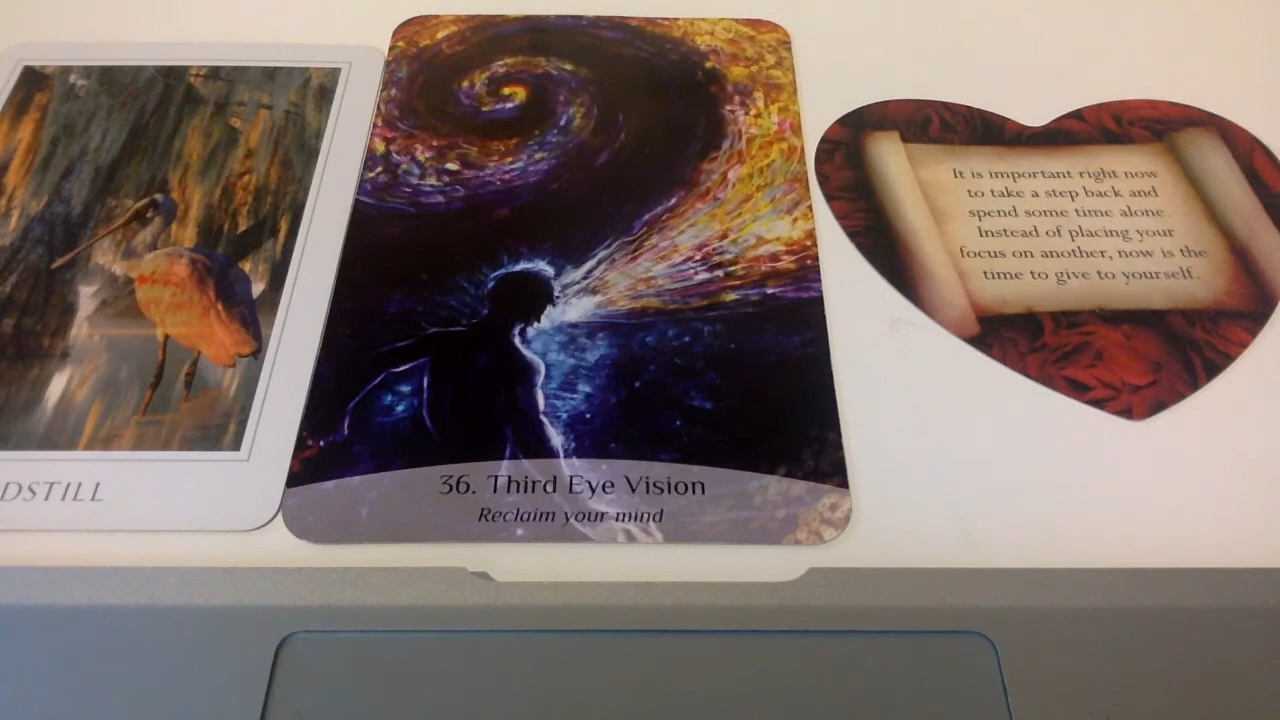 DSTILL
36. Third Eye Vision
Reclaim your mind
It is important right now
to take a step back and
spend some time alone.
Instead of placing your
focus on another, now is the
time to give to yourself.